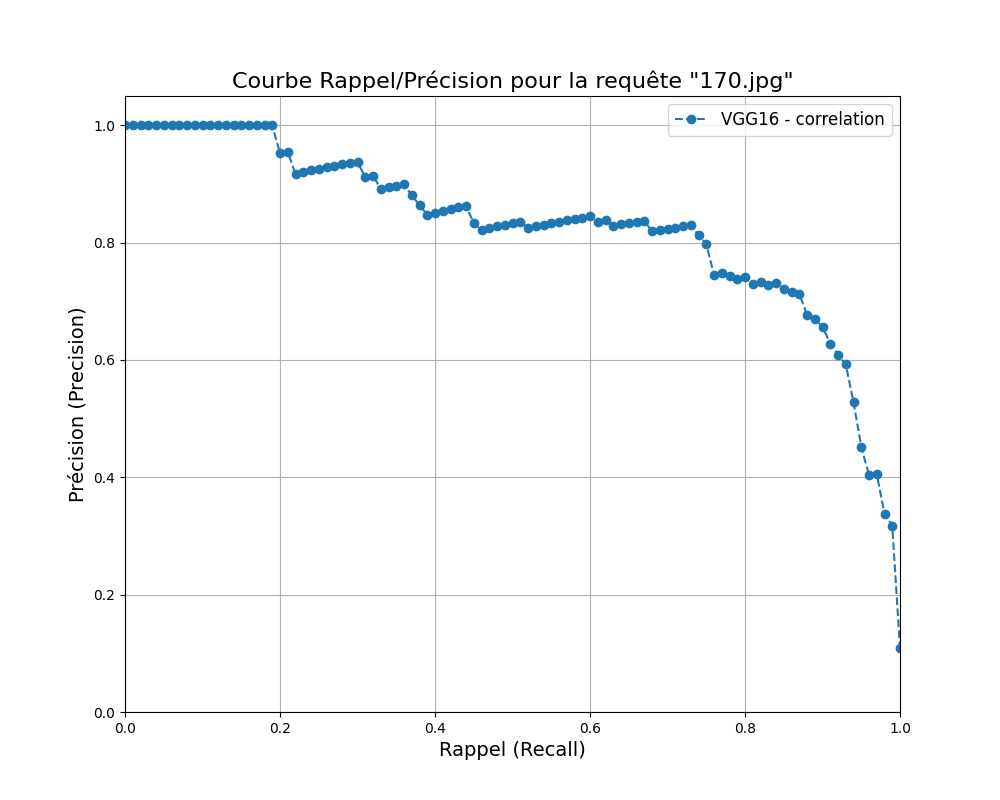 Courbe Rappel/Précision pour la requête "170.jpg"
VGG16 - correlation
1.0
0.8
0.6
0.4
0.2
0.0
Précision (Precision)
0.0 0.2 0.4 0.6 0.8 1.0
Rappel (Recall)